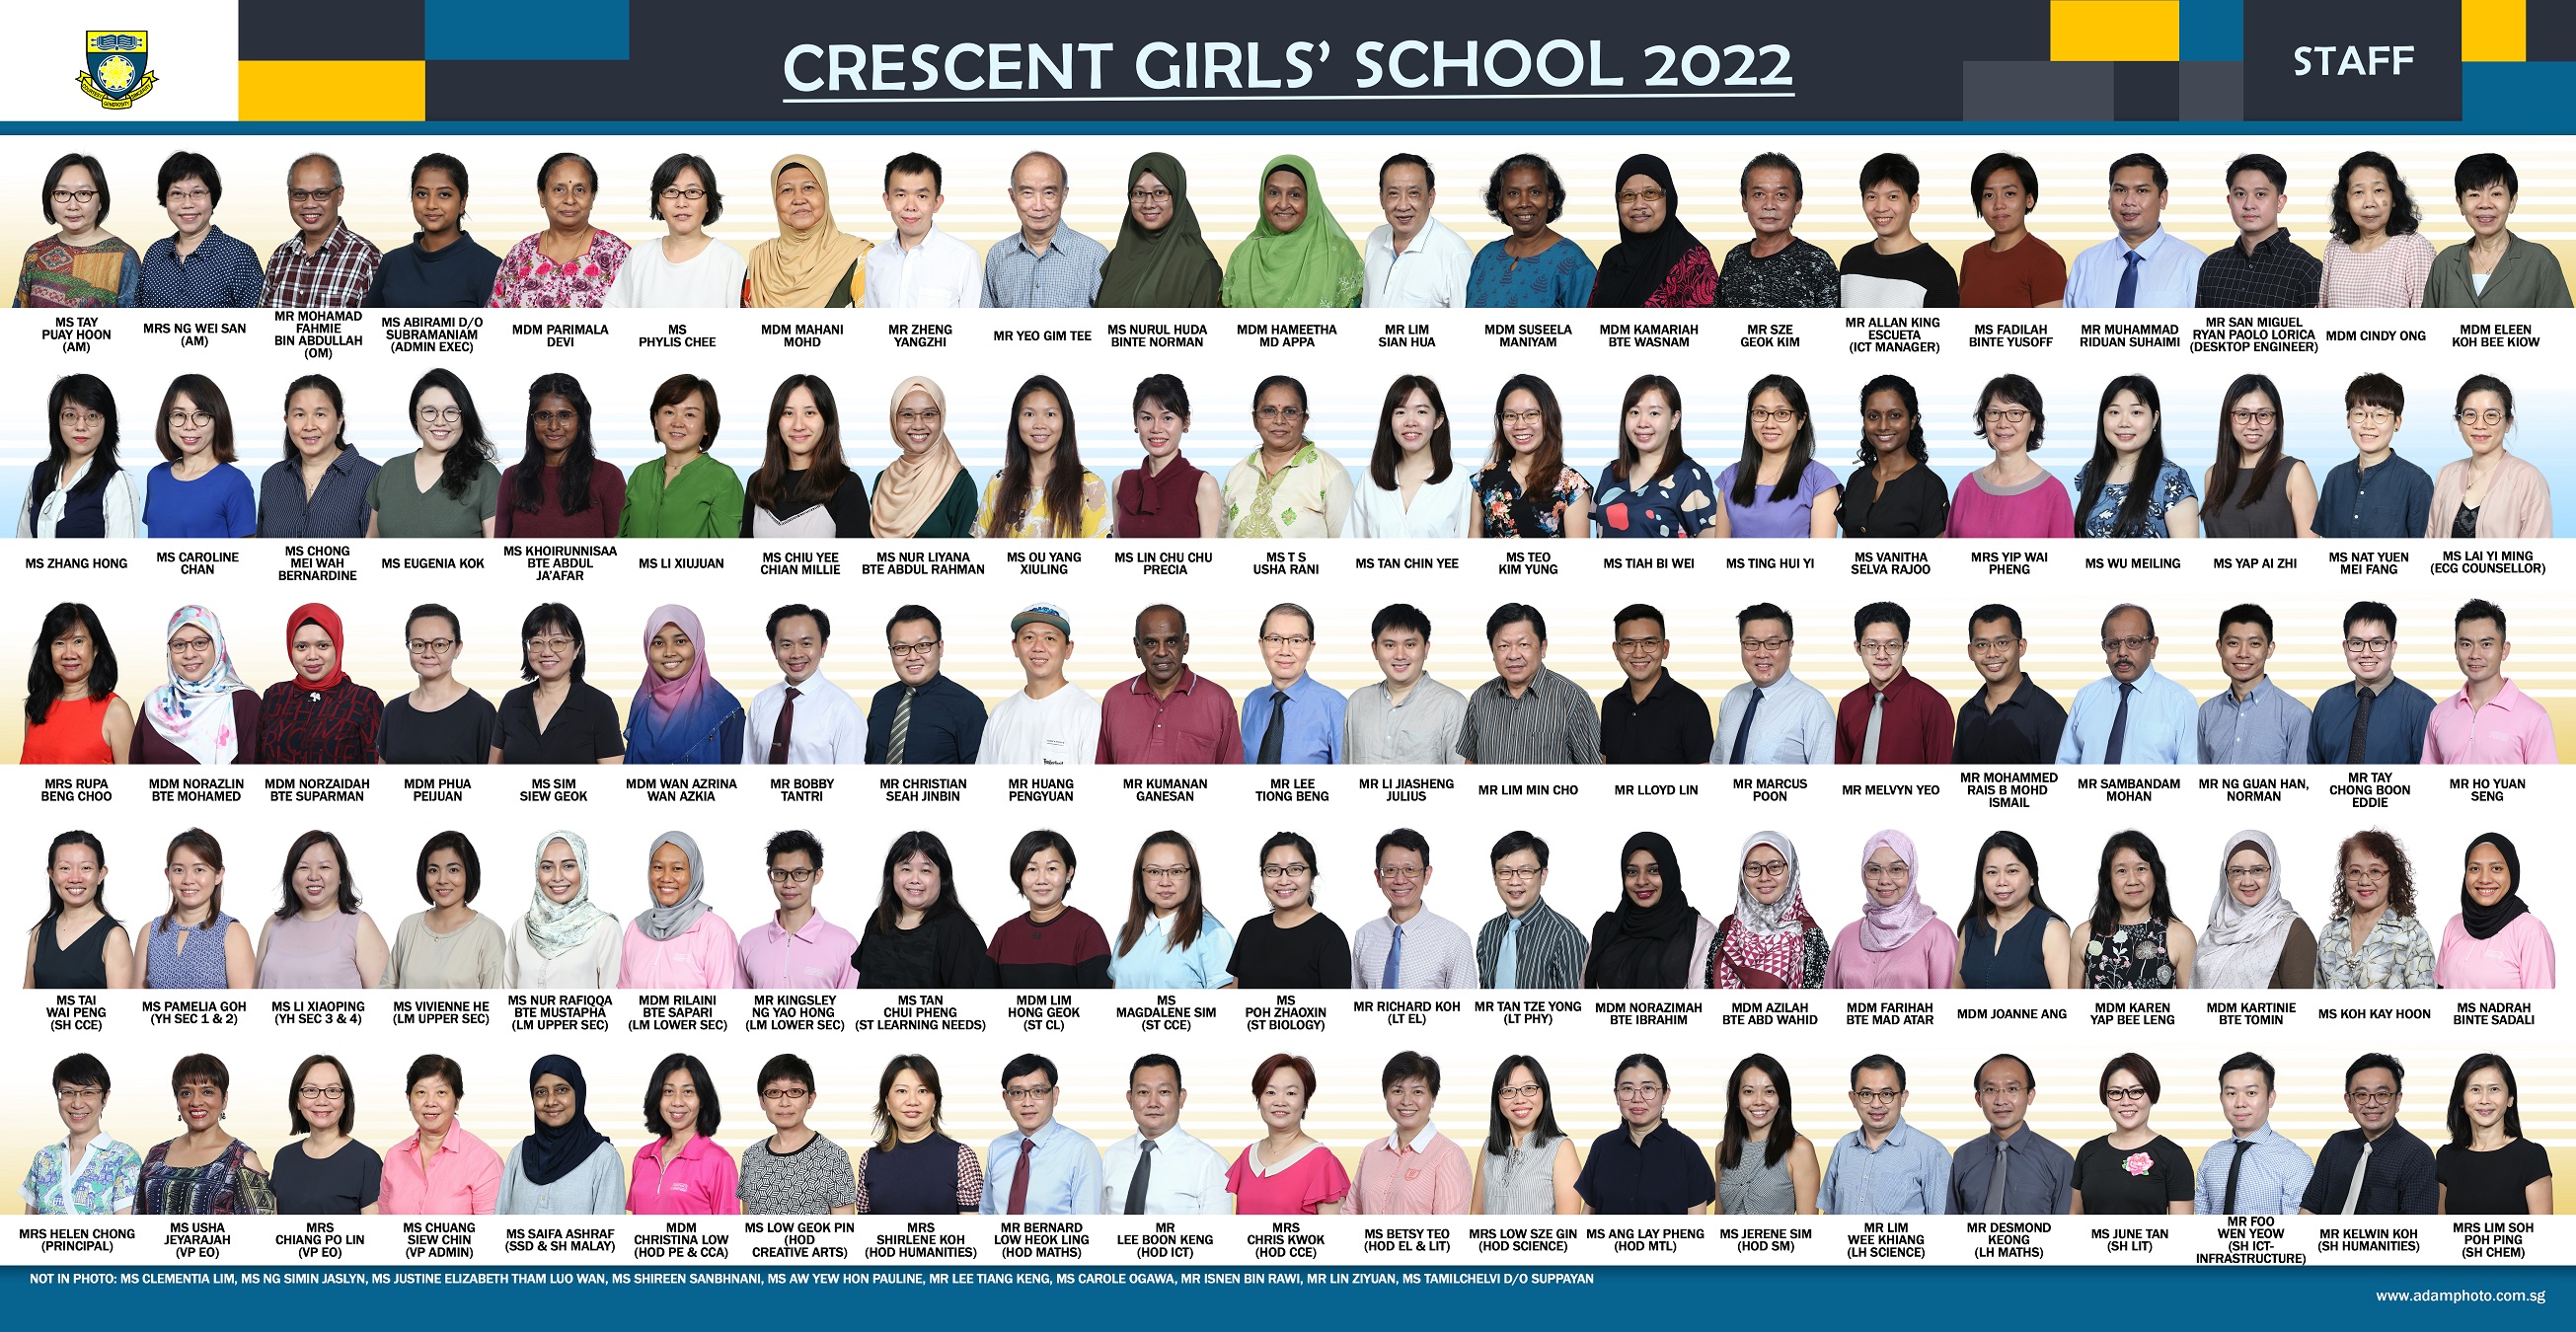 CRESCENT GIRLS' SCHOOL 2022
STAFF
COURTESY
GENEROSITY
SINCERITY
MS TAY
PUAY HOON
(AM)
MRS NG WEI SAN
(AM)
MR MOHAMAD
FAHMIE
BIN ABDULLAH
(OM)
MS ABIRAMI D/O
SUBRAMANIAM
(ADMIN EXEC)
MDM PARIMALA
DEVI
MS
PHYLIS CHEE
MDM MAHANI
MOHD
MR ZHENG
YANGZHI
MR YEO GIM TEE
MS NURUL HUDA
BINTE NORMAN
MDM HAMEETHA
MD APPA
MR LIM
SIAN HUA
MDM SUSEELA
MANIYAM
MDM KAMARIAH
BTE WASNAM
MR SZE
GEOK KIM
MR ALLAN KING
ESCUETA
(ICT MANAGER)
MS FADILAH
BINTE YUSOFF
MR MUHAMMAD
RIDUAN SUHAIMI
MR SAN MIGUEL
RYAN PAOLO LORICA
(DESKTOP ENGINEER)
MDM CINDY ONG
MDM ELEEN
KOH BEE KIOW
MS ZHANG HONG
MS CAROLINE
CHAN
MS CHONG
MEI WAH
BERNARDINE
MS EUGENIA KOK
MS KHOIRUNNISAA
BTE ABDUL
JA'AFAR
MS LI XIUJUAN
MS CHIU YEE
CHIAN MILLIE
MS NUR LIYANA
BTE ABDUL RAHMAN
MS OU YANG
XIULING
MS LIN CHU CHU
PRECIA
MS T S
USHA RANI
MS TAN CHIN YEE
MS TEO
KIM YUNG
MS TIAH BI WEI
MS TING HUI YI
MS VANITHA
SELVA RAJOO
MRS YIP WAI
PHENG
MS WU MEILING
MS YAP AI ZHI
MS NAT YUEN
MEI FANG
MS LAI YI MING
(ECG COUNSELLOR)
MRS RUPA
BENG CHOO
MDM NORAZLIN
BTE MOHAMED
MDM NORZAIDAH
BTE SUPARMAN
MDM PHUA
PEIJUAN
MS SIM
SIEW GEOK
MDM WAN AZRINA
WAN AZKIA
MR BOBBY
TANTRI
MR CHRISTIAN
SEAH JINBIN
MR HUANG
PENGYUAN
MR KUMANAN
GANESAN
MR LEE
TIONG BENG
MR LI JIASHENG
JULIUS
MR LIM MIN CHO
MR LLOYD LIN
MR MARCUS
POON
MR MELVYN YEO
MR MOHAMMED
RAIS B MOHD
ISMAIL
MR SAMBANDAM
MOHAN
MR NG GUAN HAN,
NORMAN
MR TAY
CHONG BOON
EDDIE
MR HO YUAN
SENG
MS TAI
WAI PENG
(SH CCE)
MS PAMELIA GOH
(YH SEC 1 & 2)
MS LI XIAOPING
(YH SEC 3 & 4)
MS VIVIENNE HE
(LM UPPER SEC)
MS NUR RAFIQQA
BTE MUSTAPHA
(LM UPPER SEC)
MDM RILAINI
BTE SAPARI
(LM LOWER SEC)
MR KINGSLEY
NG YAO HONG
(LM LOWER SEC)
MS TAN
CHUI PHENG
(ST LEARNING NEEDS)
MDM LIM
HONG GEOK
(ST CL)
MS
MAGDALENE SIM
(ST CCE)
MS
POH ZHAOXIN
(ST BIOLOGY)
MR RICHARD KOH
(LT EL)
MR TAN TZE YONG
(LT PHY)
MDM NORAZIMAH
BTE IBRAHIM
MDM AZILAH
BTE ABD WAHID
MDM FARIHAH
BTE MAD ATAR
MDM JOANNE ANG
MDM KAREN
YAP BEE LENG
MDM KARTINIE
BTE TOMIN
MS KOH KAY HOON
MS NADRAH
BINTE SADALI
MRS HELEN CHONG
(PRINCIPAL)
MS USHA
JEYARAJAH
(VP EO)
MRS
CHIANG PO LIN
(VP EO)
MS CHUANG
SIEW CHIN
(VP ADMIN)
MS SAIFA ASHRAF
(SSD & SH MALAY)
MDM
CHRISTINA LOW
(HOD PE & CCA)
MS LOW GEOK PIN
(HOD
CREATIVE ARTS)
MRS
SHIRLENE KOH
(HOD HUMANITIES)
MR BERNARD
LOW HEOK LING
(HOD MATHS)
MR
LEE BOON KENG
(HOD ICT)
MRS
CHRIS KWOK
(HOD CCE)
MS BETSY TEO
(HOD EL & LIT)
MRS LOW SZE GIN
(HOD SCIENCE)
MS ANG LAY PHENG
(HOD MTL)
MS JERENE SIM
(HOD SM)
MR LIM
WEE KHIANG
(LH SCIENCE)
MR DESMOND
KEONG
(LH MATHS)
MS JUNE TAN
(SH LIT)
MR FOO
WEN YEOW
(SH ICT-
INFRASTRUCTURE)
MR KELWIN KOH
(SH HUMANITIES)
MRS LIM SOH
POH PING
(SH CHEM)
NOT IN PHOTO: MS CLEMENTIA LIM, MS NG SIMIN JASLYN, MS JUSTINE ELIZABETH THAM LUO WAN, MS SHIREEN SANBHNANI, MS AW YEW HON PAULINE, MR LEE TIANG KENG, MS CAROLE OGAWA, MR ISNEN BIN RAWI, MR LIN ZIYUAN, MS TAMILCHELVI D/O SUPPAYAN
www.adamphoto.com.sg